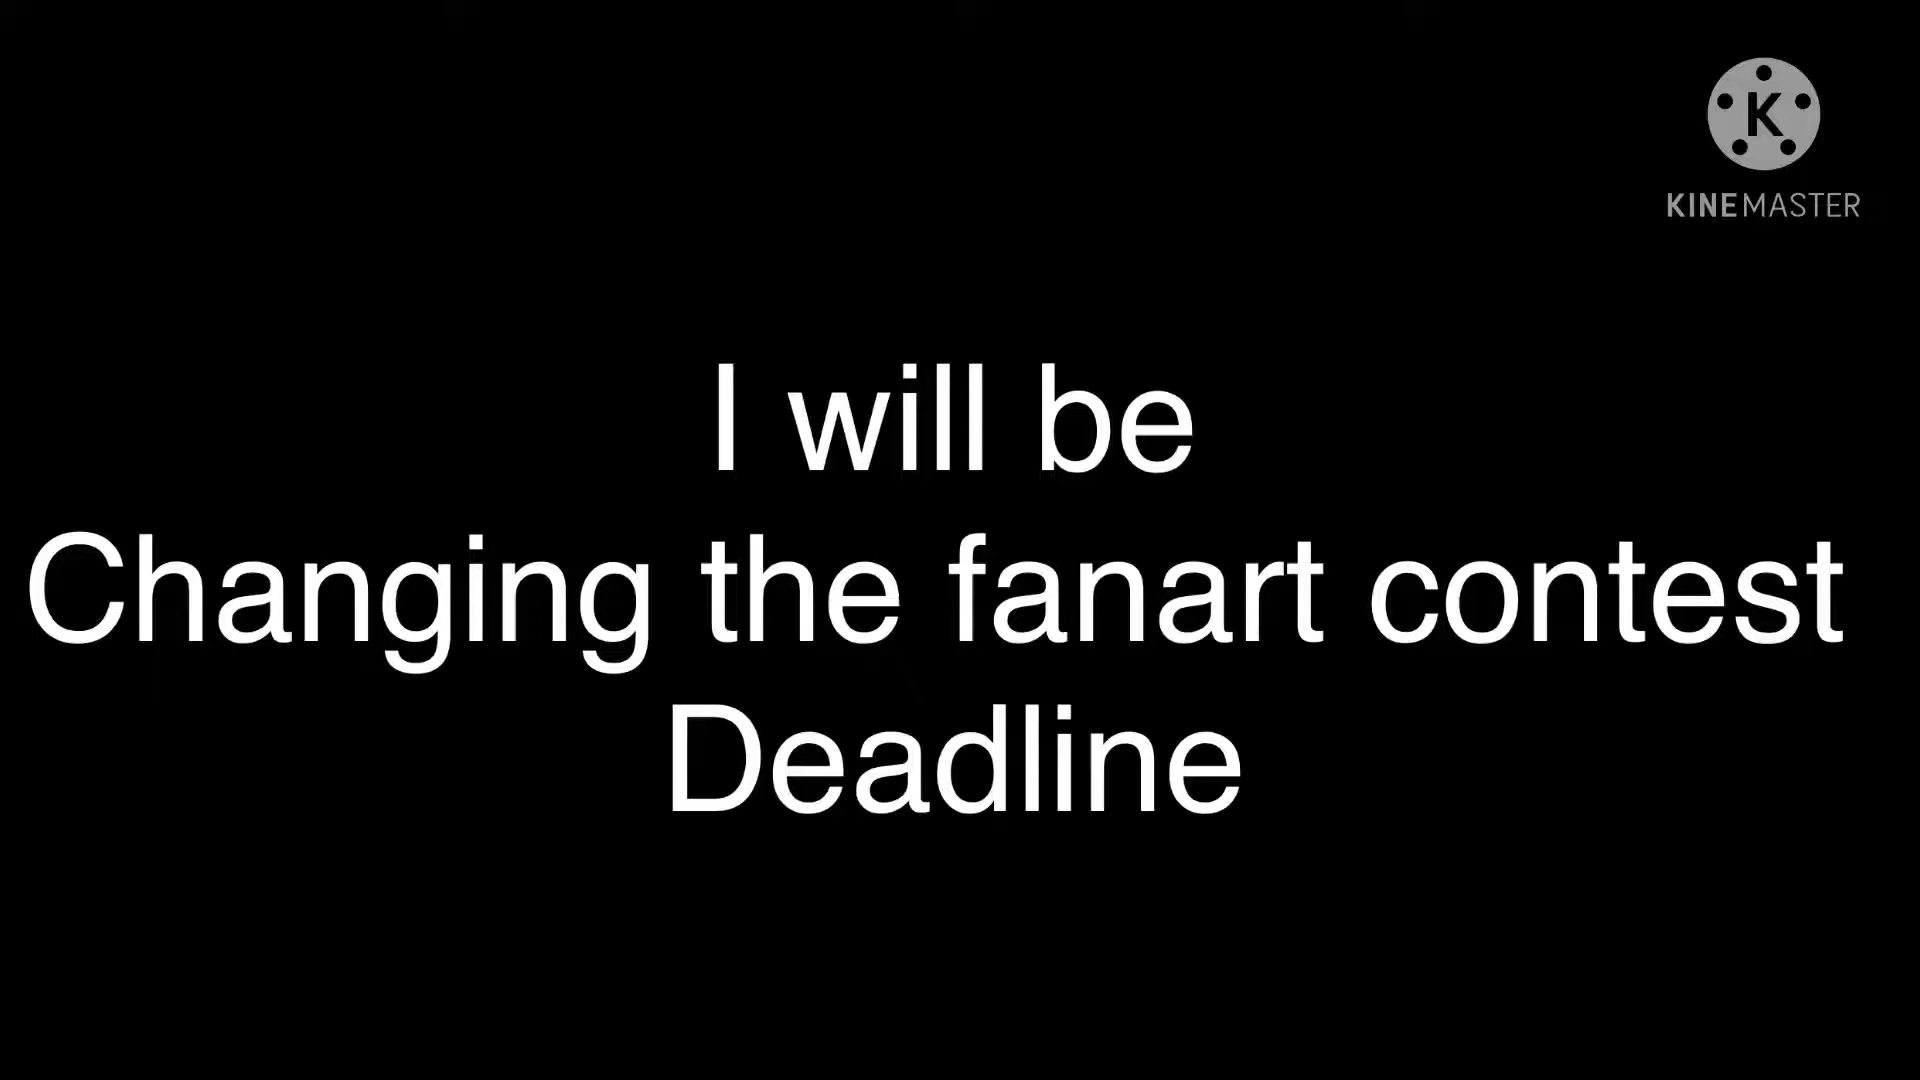 K
KINEMASTER
I will be
Changing the fanart contest
Deadline